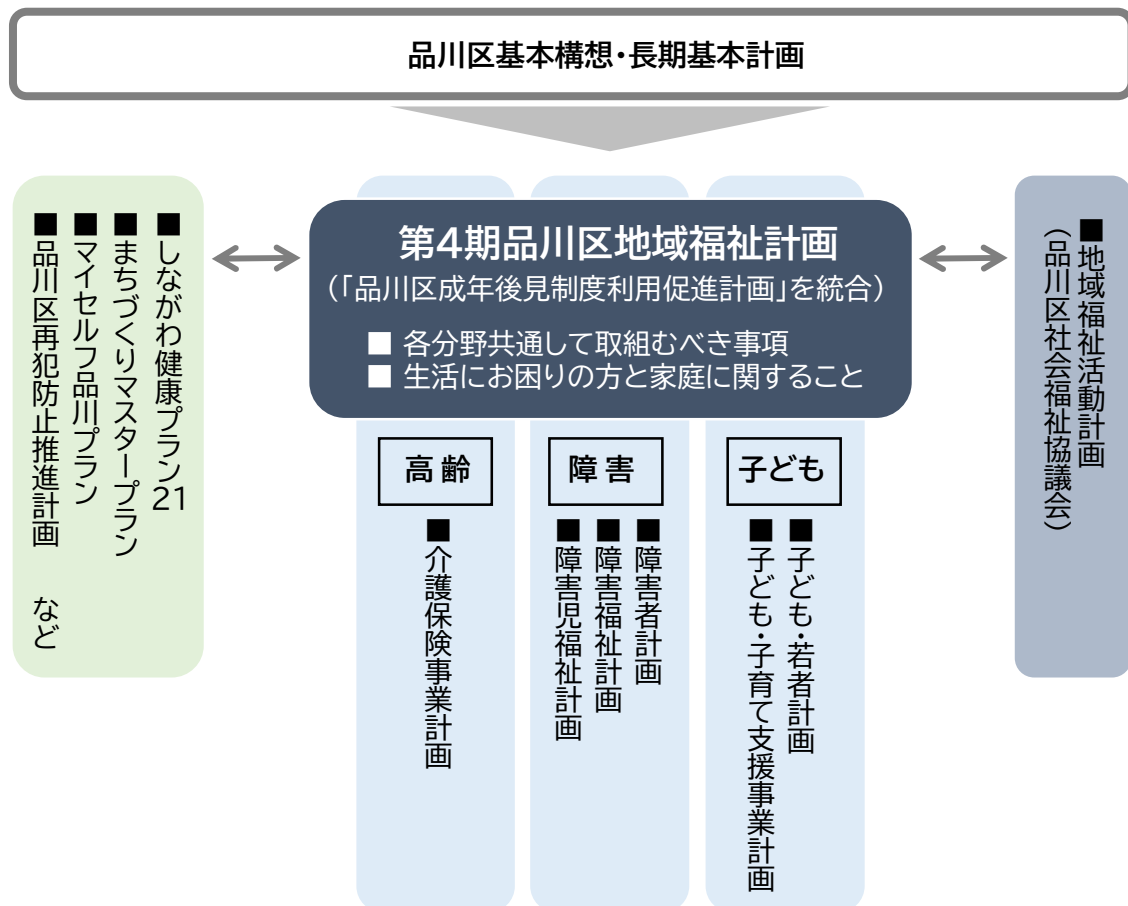 品川区基本構想・長期基本計画
■しながわ健康プラン21
■まちづくりマスタープラン
■マイセルフ品川プラン
■品川区再犯防止推進計画 など
第4期品川区地域福祉計画
(「品川区成年後見制度利用促進計画」を統合)
■ 各分野共通して取組むべき事項
■ 生活にお困りの方と家庭に関すること
高齢
■介護保険事業計画
障害
■障害者計画
■障害福祉計画
■障害児福祉計画
子ども
■子ども・若者計画
■子ども・子育て支援事業計画
■地域福祉活動計画
(品川区社会福祉協議会)